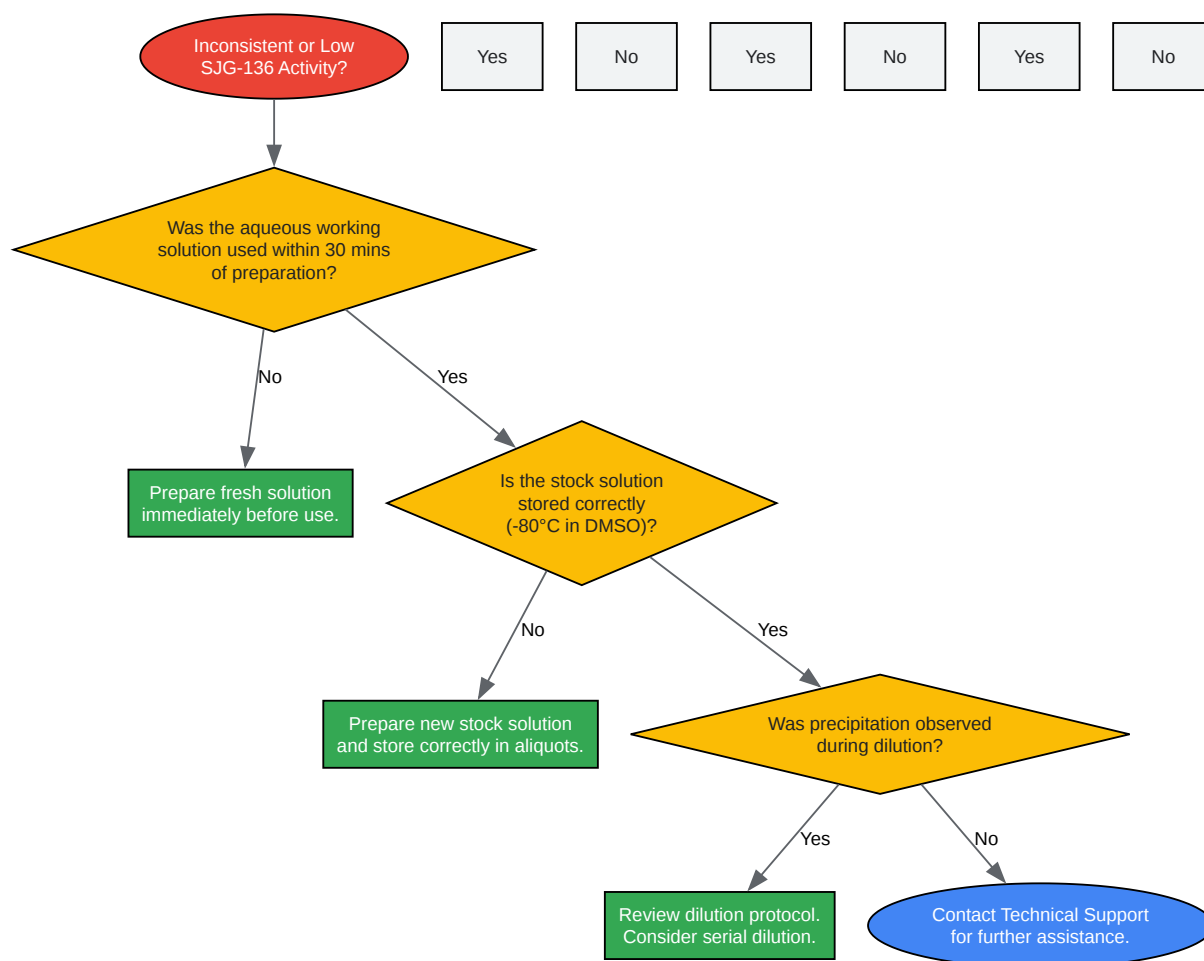 Inconsistent or Low
SJG-136 Activity?
Yes
No
Yes
No
Yes
No
Was the aqueous working
solution used within 30 mins
of preparation?
No
Yes
Prepare fresh solution
immediately before use.
Is the stock solution
stored correctly
(-80°C in DMSO)?
No
Yes
Prepare new stock solution
and store correctly in aliquots.
Was precipitation observed
during dilution?
Yes
No
Review dilution protocol.
Consider serial dilution.
Contact Technical Support
for further assistance.